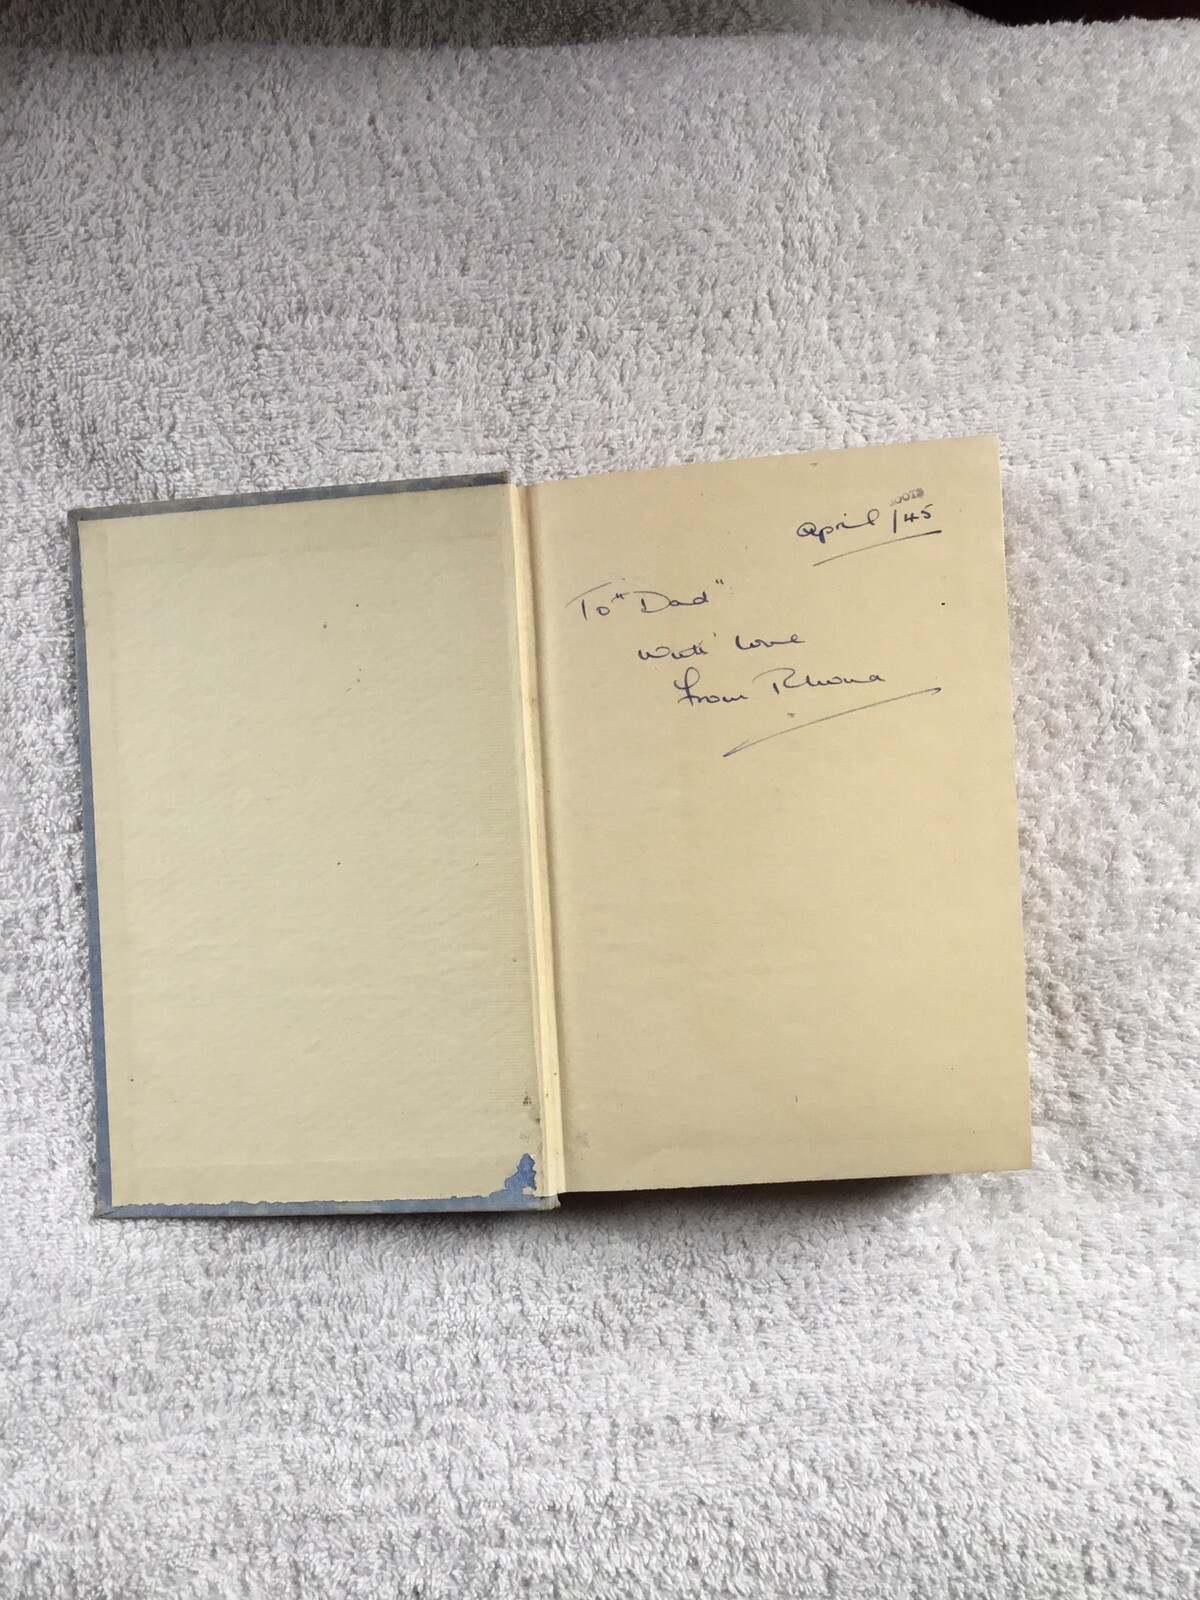 April /45
To "Dad"
With love
from Rhona